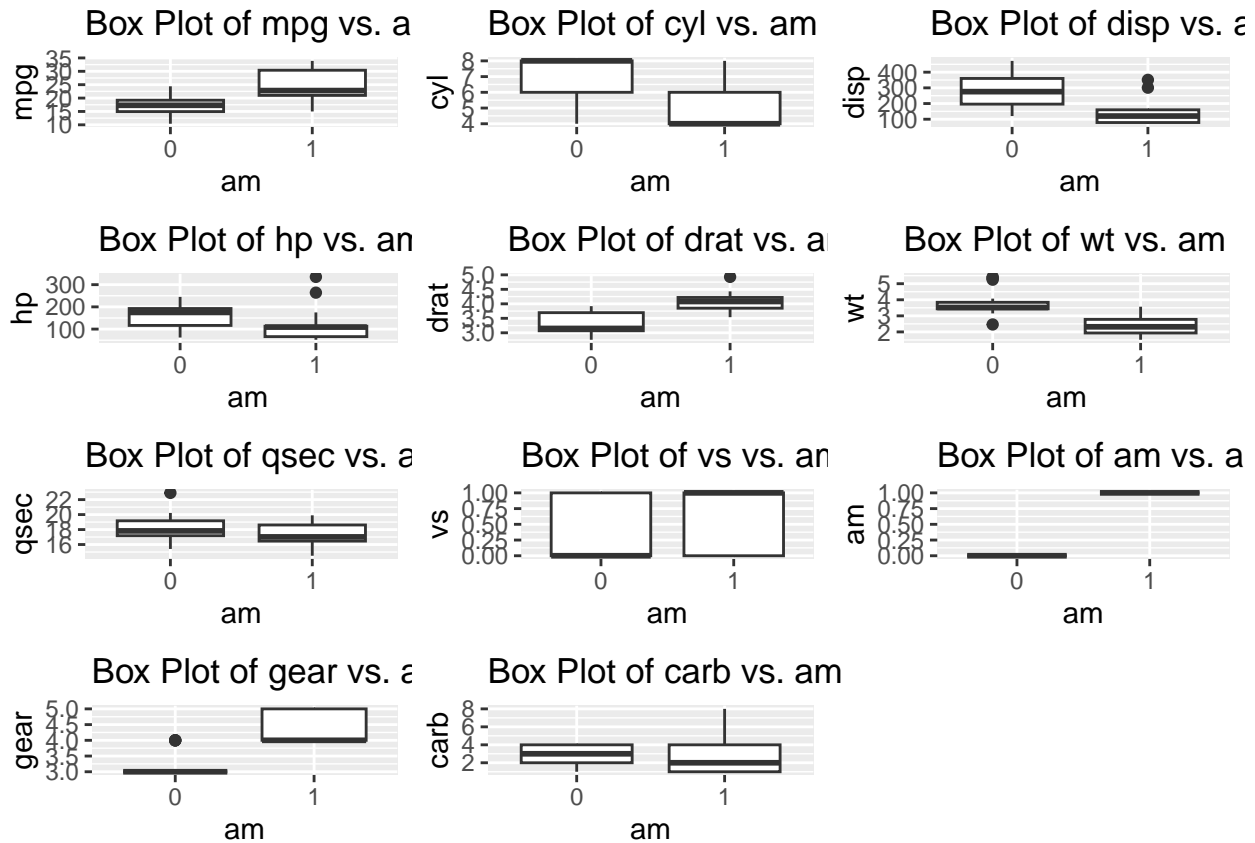 Box Plot of mpg vs. a
mpg
35
30
25
20
15
10
0 1
am
Box Plot of cyl vs. am
cyl
8
7
6
5
4
0 1
am
Box Plot of disp vs. a
disp
400
300
200
100
0 1
am
Box Plot of hp vs. am
hp
300
200
100
0 1
am
Box Plot of drat vs. a
drat
5.0
4.5
4.0
3.5
3.0
0 1
am
Box Plot of wt vs. am
wt
5
4
3
2
0 1
am
Box Plot of qsec vs. a
qsec
22
20
18
16
0 1
am
Box Plot of vs vs. am
vs
1.00
0.75
0.50
0.25
0.00
0 1
am
Box Plot of am vs. a
am
1.00
0.75
0.50
0.25
0.00
0 1
am
Box Plot of gear vs. a
gear
5.0
4.5
4.0
3.5
3.0
0 1
am
Box Plot of carb vs. am
carb
8
6
4
2
0 1
am